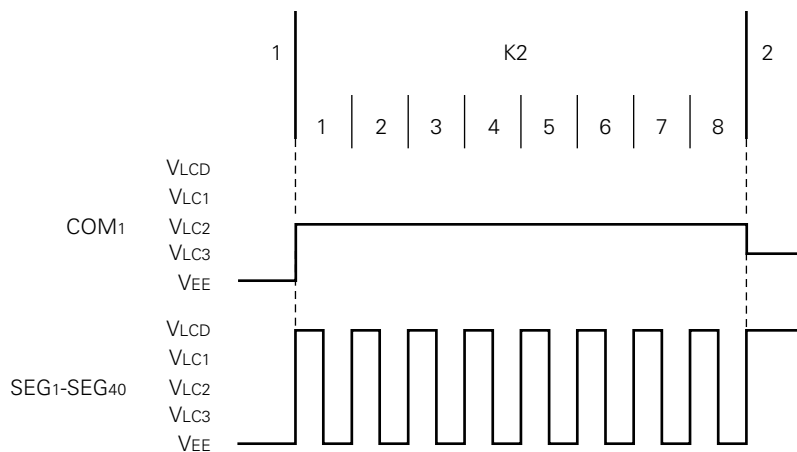 1 K2 2
1 2 3 4 5 6 7 8
VLCD
VLC1
COM1 VLC2
VLC3
VEE
VLCD
VLC1
SEG1-SEG40 VLC2
VLC3
VEE